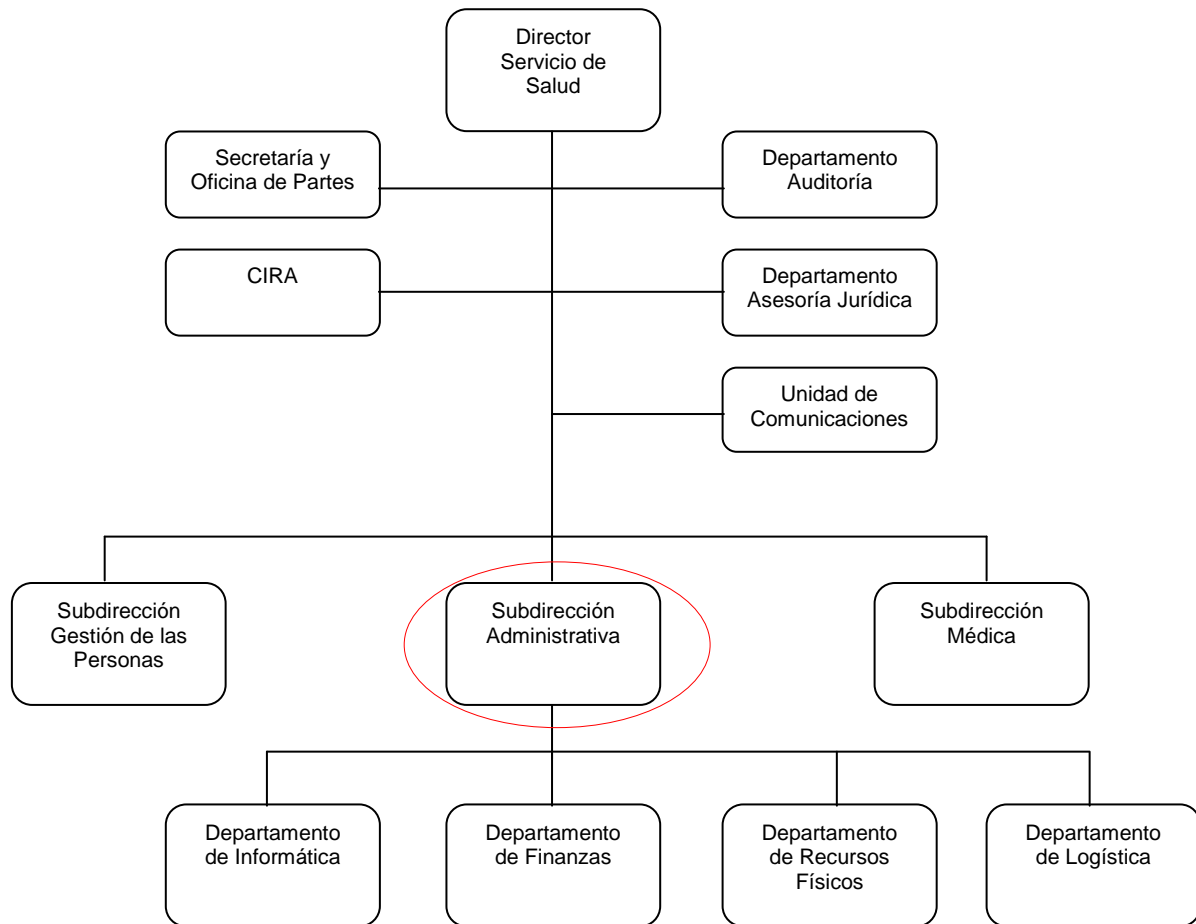 Director
Servicio de
Salud
Secretaría y
Oficina de Partes
Departamento
Auditoría
CIRA
Departamento
Asesoría Jurídica
Unidad de
Comunicaciones
Subdirección
Gestión de las
Personas
Subdirección
Administrativa
Subdirección
Médica
Departamento
de Informática
Departamento
de Finanzas
Departamento
de Recursos
Físicos
Departamento
de Logística